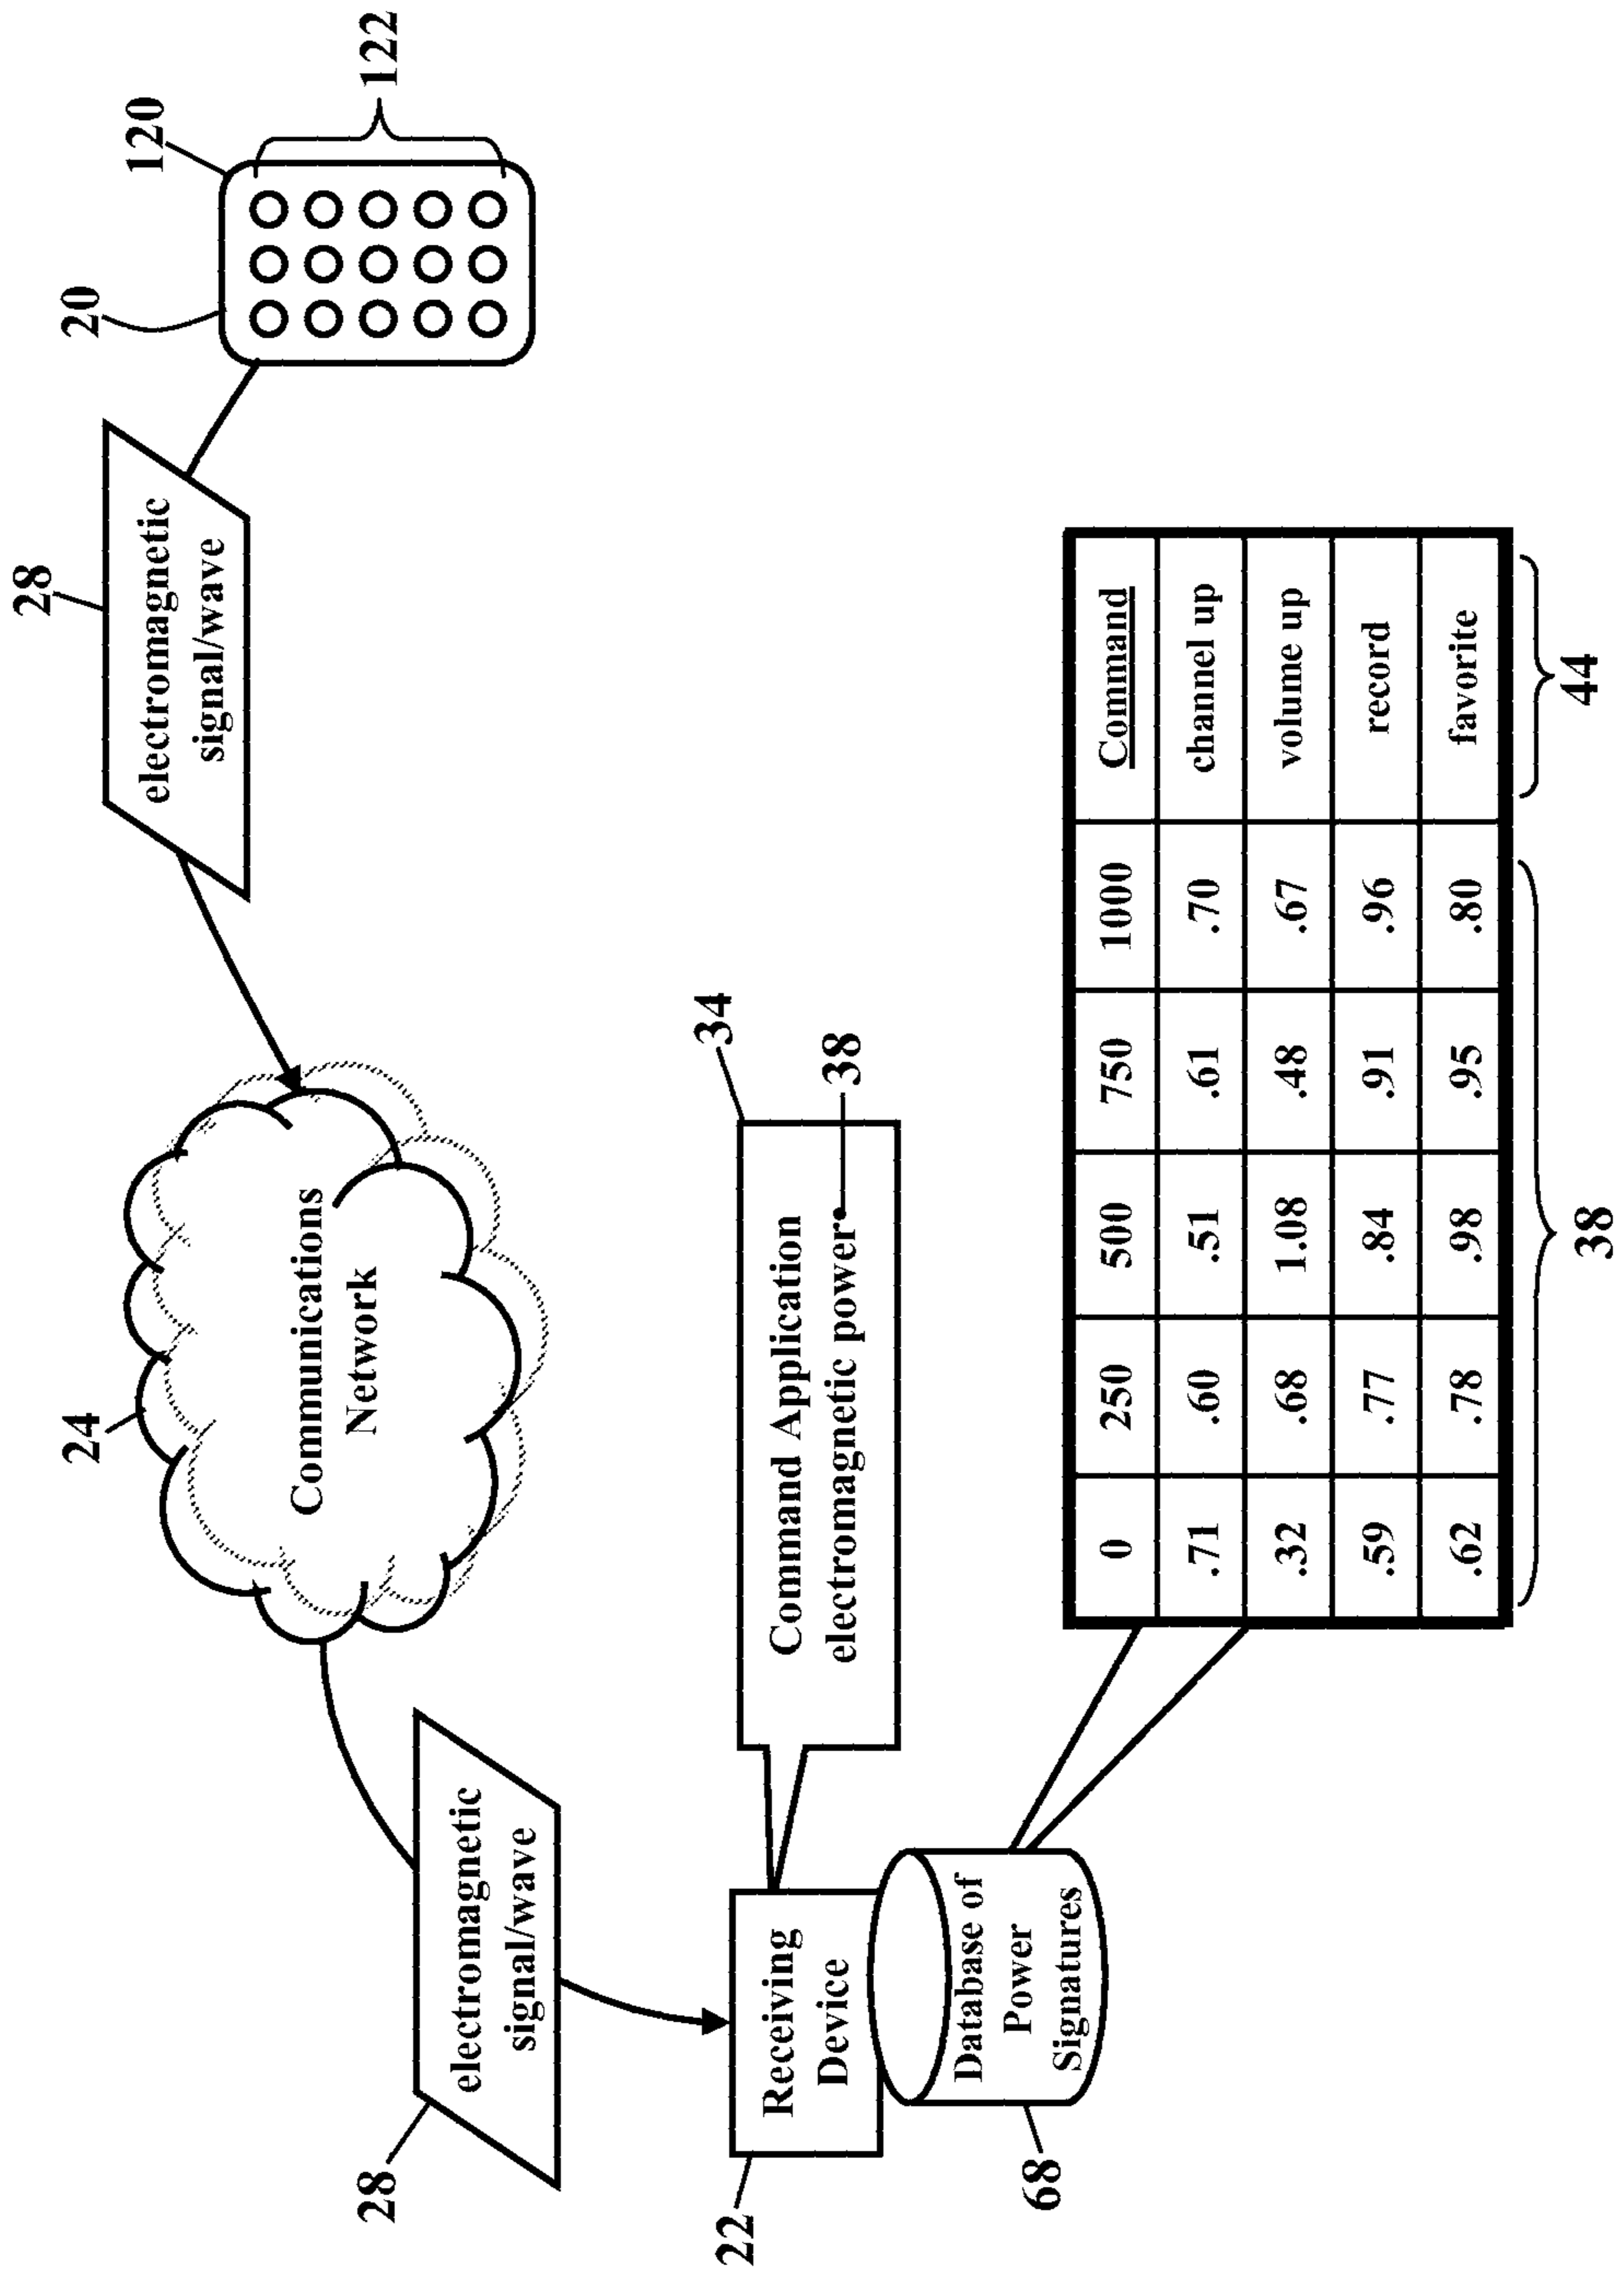 28
electromagnetic
signal/wave
22
Receiving
Device
68
Database of
Power
Signatures
24
Communications
Network
34
Command Application
electromagnetic power
38
28
electromagnetic
signal/wave
20
120
122
0 250 500 750 1000 Command
.71 .60 .51 .61 .70 channel up
.32 .68 1.08 .48 .67 volume up
.59 .77 .84 .91 .96 record
.62 .78 .98 .95 .80 favorite
38
44